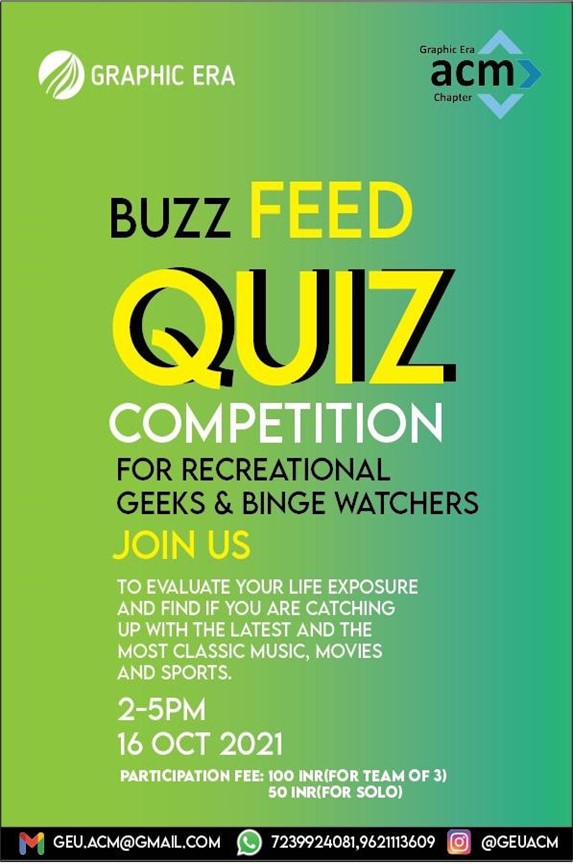 GRAPHIC ERA
Graphic Era
acm
Chapter
BUZZ FEED
QUIZ
COMPETITION
FOR RECREATIONAL
GEEKS & BINGE WATCHERS
JOIN US
TO EVALUATE YOUR LIFE EXPOSURE
AND FIND IF YOU ARE CATCHING
UP WITH THE LATEST AND THE
MOST CLASSIC MUSIC, MOVIES
AND SPORTS.
2-5PM
16 OCT 2021
PARTICIPATION FEE: 100 INR(FOR TEAM OF 3)
50 INR(FOR SOLO)
GEU.ACM@GMAIL.COM 7239924081,9621113609 @GEUACM